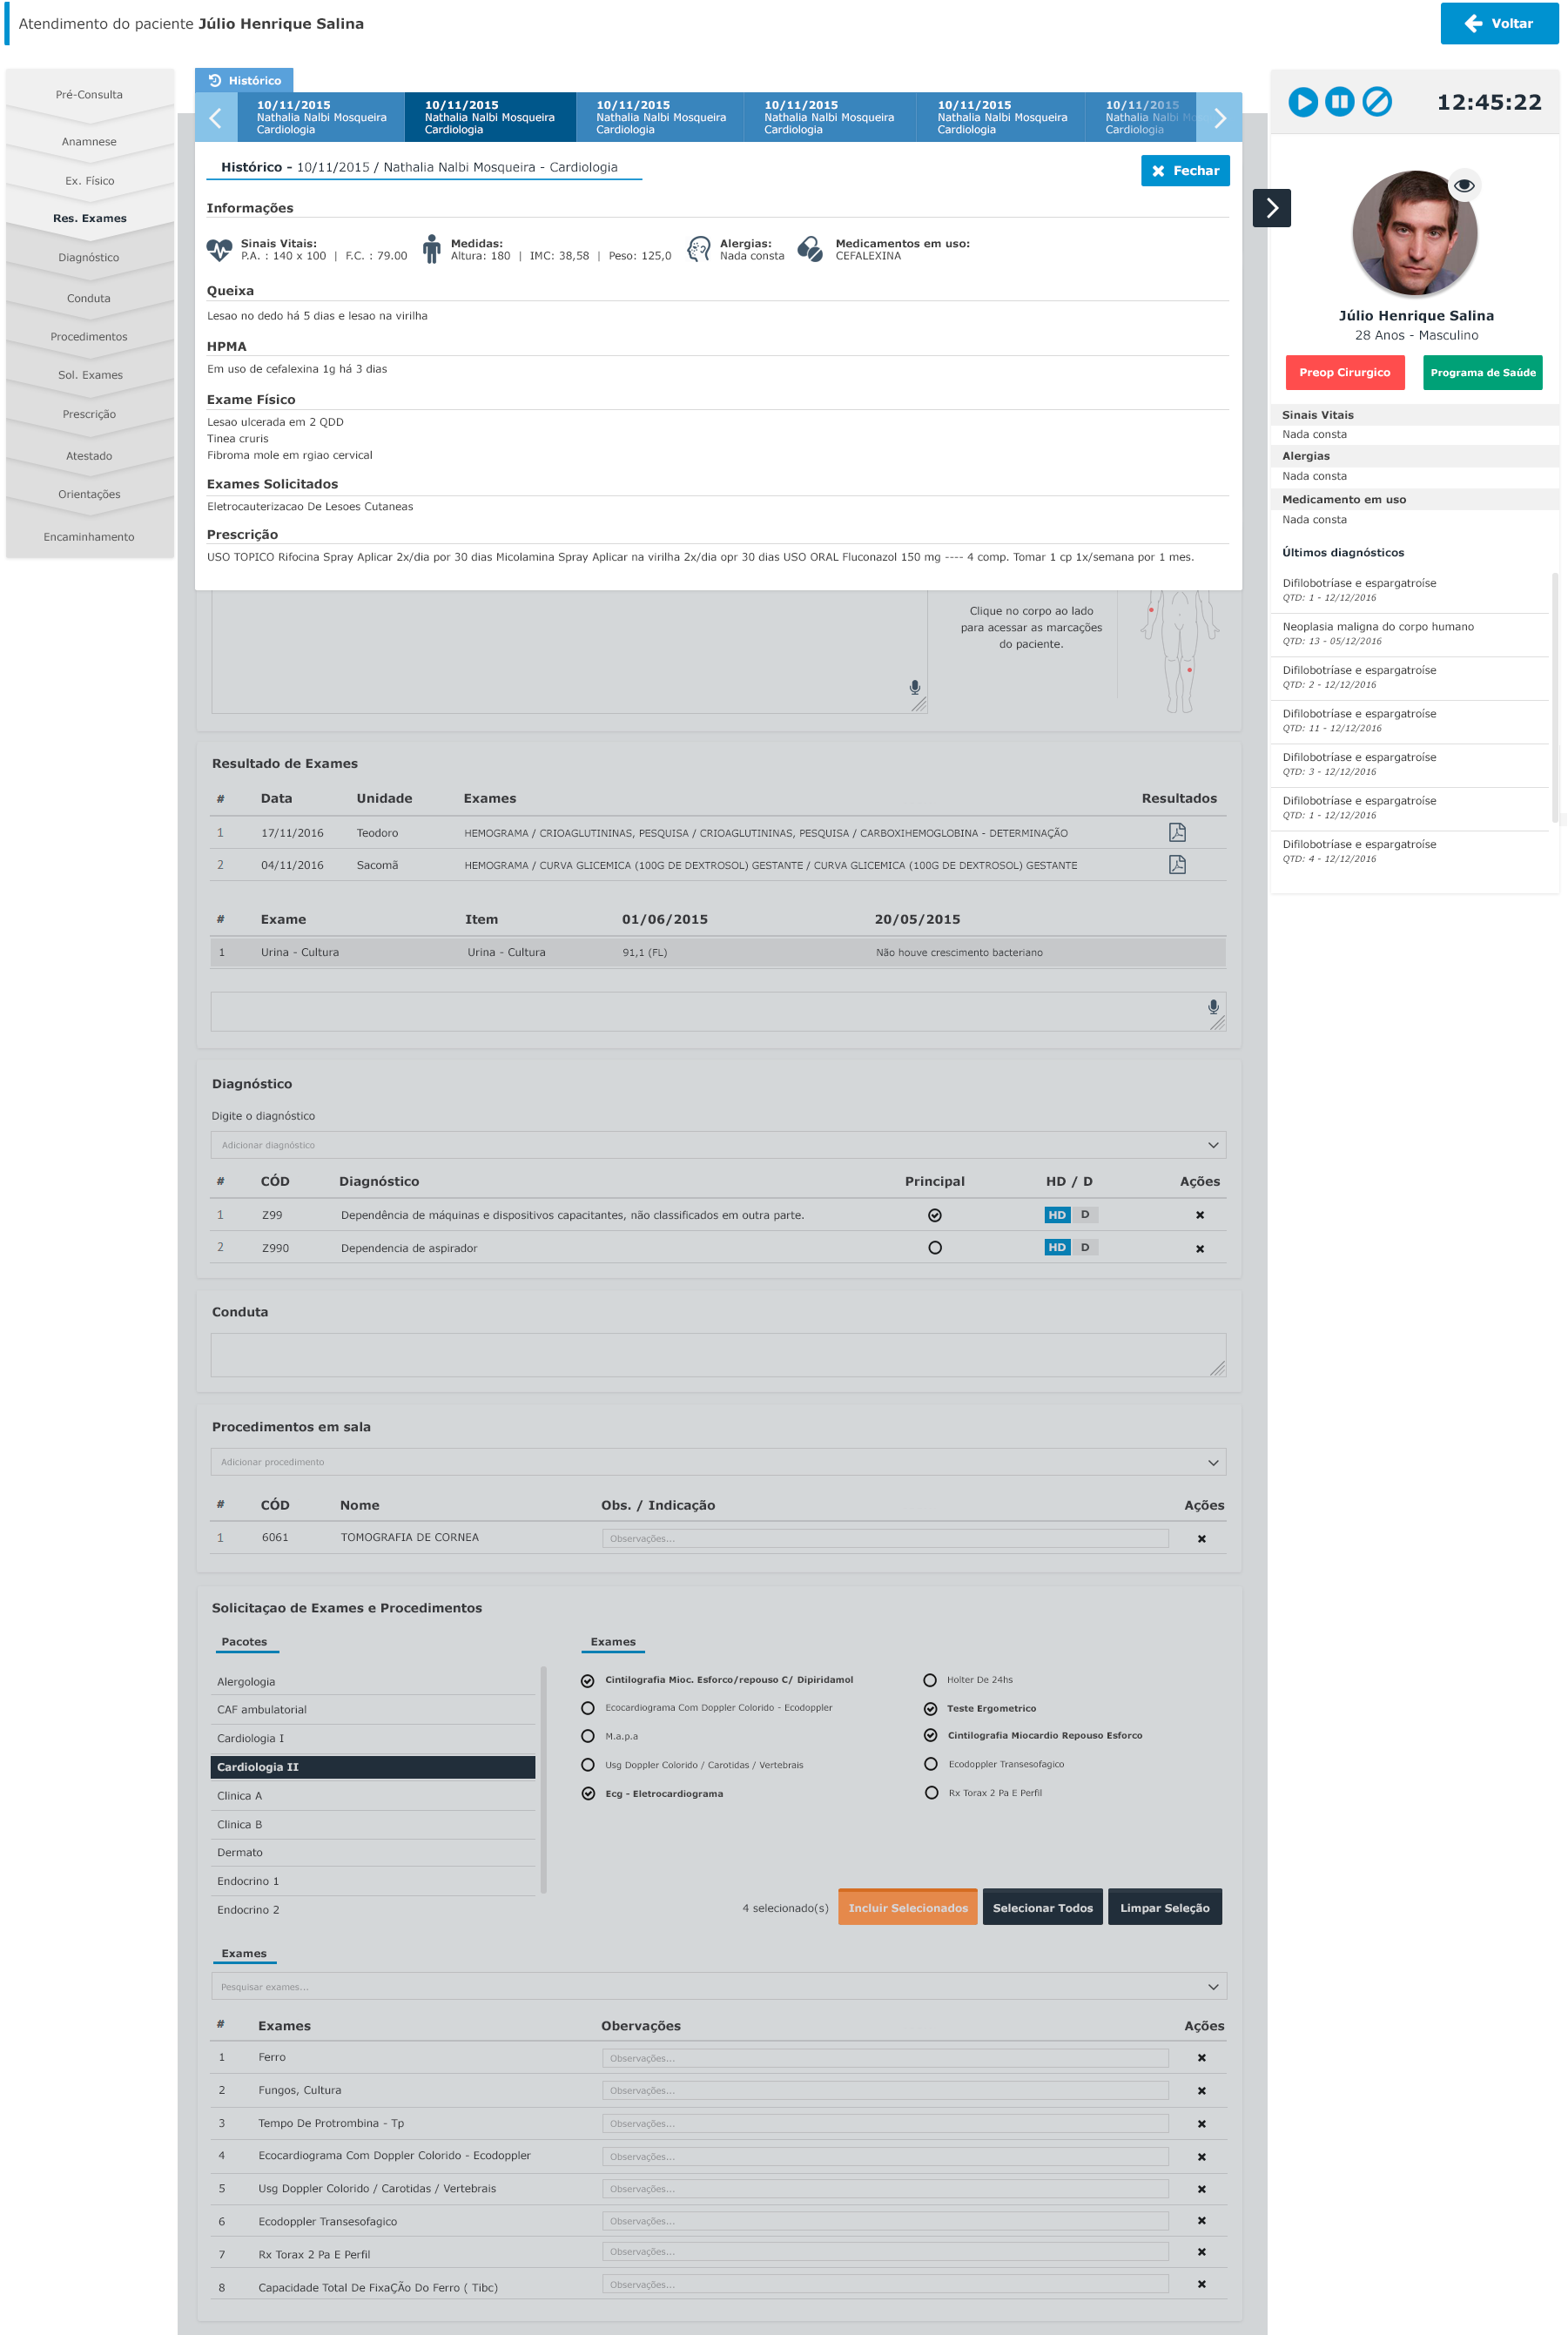 Atendimento do paciente Júlio Henrique Salina
Voltar
Pré-Consulta
Anamnese
Ex. Físico
Res. Exames
Diagnóstico
Conduta
Procedimentos
Sol. Exames
Prescrição
Atestado
Orientações
Encaminhamento
Histórico
10/11/2015
Nathalia Nalbi Mosqueira
Cardiologia
10/11/2015
Nathalia Nalbi Mosqueira
Cardiologia
10/11/2015
Nathalia Nalbi Mosqueira
Cardiologia
10/11/2015
Nathalia Nalbi Mosqueira
Cardiologia
10/11/2015
Nathalia Nalbi Mosqueira
Cardiologia
10/11/2015
Nathalia Nalbi
Cardiologia
Histórico - 10/11/2015 / Nathalia Nalbi Mosqueira - Cardiologia
Fechar
Informações
Sinais Vitais:
P.A. : 140 x 100 | F.C. : 79.00
Medidas:
Altura: 180 | IMC: 38,58 | Peso: 125,0
Alergias:
Nada consta
Medicamentos em uso:
CEFALEXINA
Queixa
Lesao no dedo há 5 dias e lesao na virilha
HPMA
Em uso de cefalexina 1g há 3 dias
Exame Físico
Lesao ulcerada em 2 QDD
Tinea cruris
Fibroma mole em rgiao cervical
Exames Solicitados
Eletrocauterizacao De Lesoes Cutaneas
Prescrição
USO TOPICO Rifocina Spray Aplicar 2x/dia por 30 dias Micolamina Spray Aplicar na virilha 2x/dia opr 30 dias USO ORAL Fluconazol 150 mg ---- 4 comp. Tomar 1 cp 1x/semana por 1 mes.
Clique no corpo ao lado
para acessar as marcações
do paciente.
Resultado de Exames
# Data Unidade Exames Resultados
1 17/11/2016 Teodoro HEMOGRAMA / CRIOAGLUTININAS, PESQUISA / CRIOAGLUTININAS, PESQUISA / CARBOXIHEMOGLOBINA - DETERMINAÇÃO
2 04/11/2016 Sacomã HEMOGRAMA / CURVA GLICEMICA (100G DE DEXTROSOL) GESTANTE / CURVA GLICEMICA (100G DE DEXTROSOL) GESTANTE
# Exame Item 01/06/2015 20/05/2015
1 Urina - Cultura Urina - Cultura 91,1 (FL) Não houve crescimento bacteriano
Diagnóstico
Digite o diagnóstico
Adicionar diagnóstico
# CÓD Diagnóstico Principal HD / D Ações
1 Z99 Dependência de máquinas e dispositivos capacitantes, não classificados em outra parte. HD D
2 Z990 Dependencia de aspirador HD D
Conduta
Procedimentos em sala
Adicionar procedimento
# CÓD Nome Obs. / Indicação Ações
1 6061 TOMOGRAFIA DE CORNEA Observações...
Solicitaçao de Exames e Procedimentos
Pacotes
Alergologia
CAF ambulatorial
Cardiologia I
Cardiologia II
Clinica A
Clinica B
Dermato
Endocrino 1
Endocrino 2
Exames
Cintilografia Mioc. Esforco/repouso C/ Dipiridamol
Ecocardiograma Com Doppler Colorido - Ecodoppler
M.a.p.a
Usg Doppler Colorido / Carotidas / Vertebrais
Ecg - Eletrocardiograma
Holter De 24hs
Teste Ergometrico
Cintilografia Miocardio Repouso Esforco
Ecodoppler Transesofagico
Rx Torax 2 Pa E Perfil
4 selecionado(s)
Incluir Selecionados
Selecionar Todos
Limpar Seleção
Exames
Pesquisar exames...
# Exames Obervações Ações
1 Ferro Observações...
2 Fungos, Cultura Observações...
3 Tempo De Protrombina - Tp Observações...
4 Ecocardiograma Com Doppler Colorido - Ecodoppler Observações...
5 Usg Doppler Colorido / Carotidas / Vertebrais Observações...
6 Ecodoppler Transesofagico Observações...
7 Rx Torax 2 Pa E Perfil Observações...
8 Capacidade Total De FixaÇÃo Do Ferro ( Tibc) Observações...
12:45:22
Júlio Henrique Salina
28 Anos - Masculino
Preop Cirurgico
Programa de Saúde
Sinais Vitais
Nada consta
Alergias
Nada consta
Medicamento em uso
Nada consta
Últimos diagnósticos
Difilobotríase e espargatroíse
QTD: 1 - 12/12/2016
Neoplasia maligna do corpo humano
QTD: 13 - 05/12/2016
Difilobotríase e espargatroíse
QTD: 2 - 12/12/2016
Difilobotríase e espargatroíse
QTD: 11 - 12/12/2016
Difilobotríase e espargatroíse
QTD: 3 - 12/12/2016
Difilobotríase e espargatroíse
QTD: 1 - 12/12/2016
Difilobotríase e espargatroíse
QTD: 4 - 12/12/2016